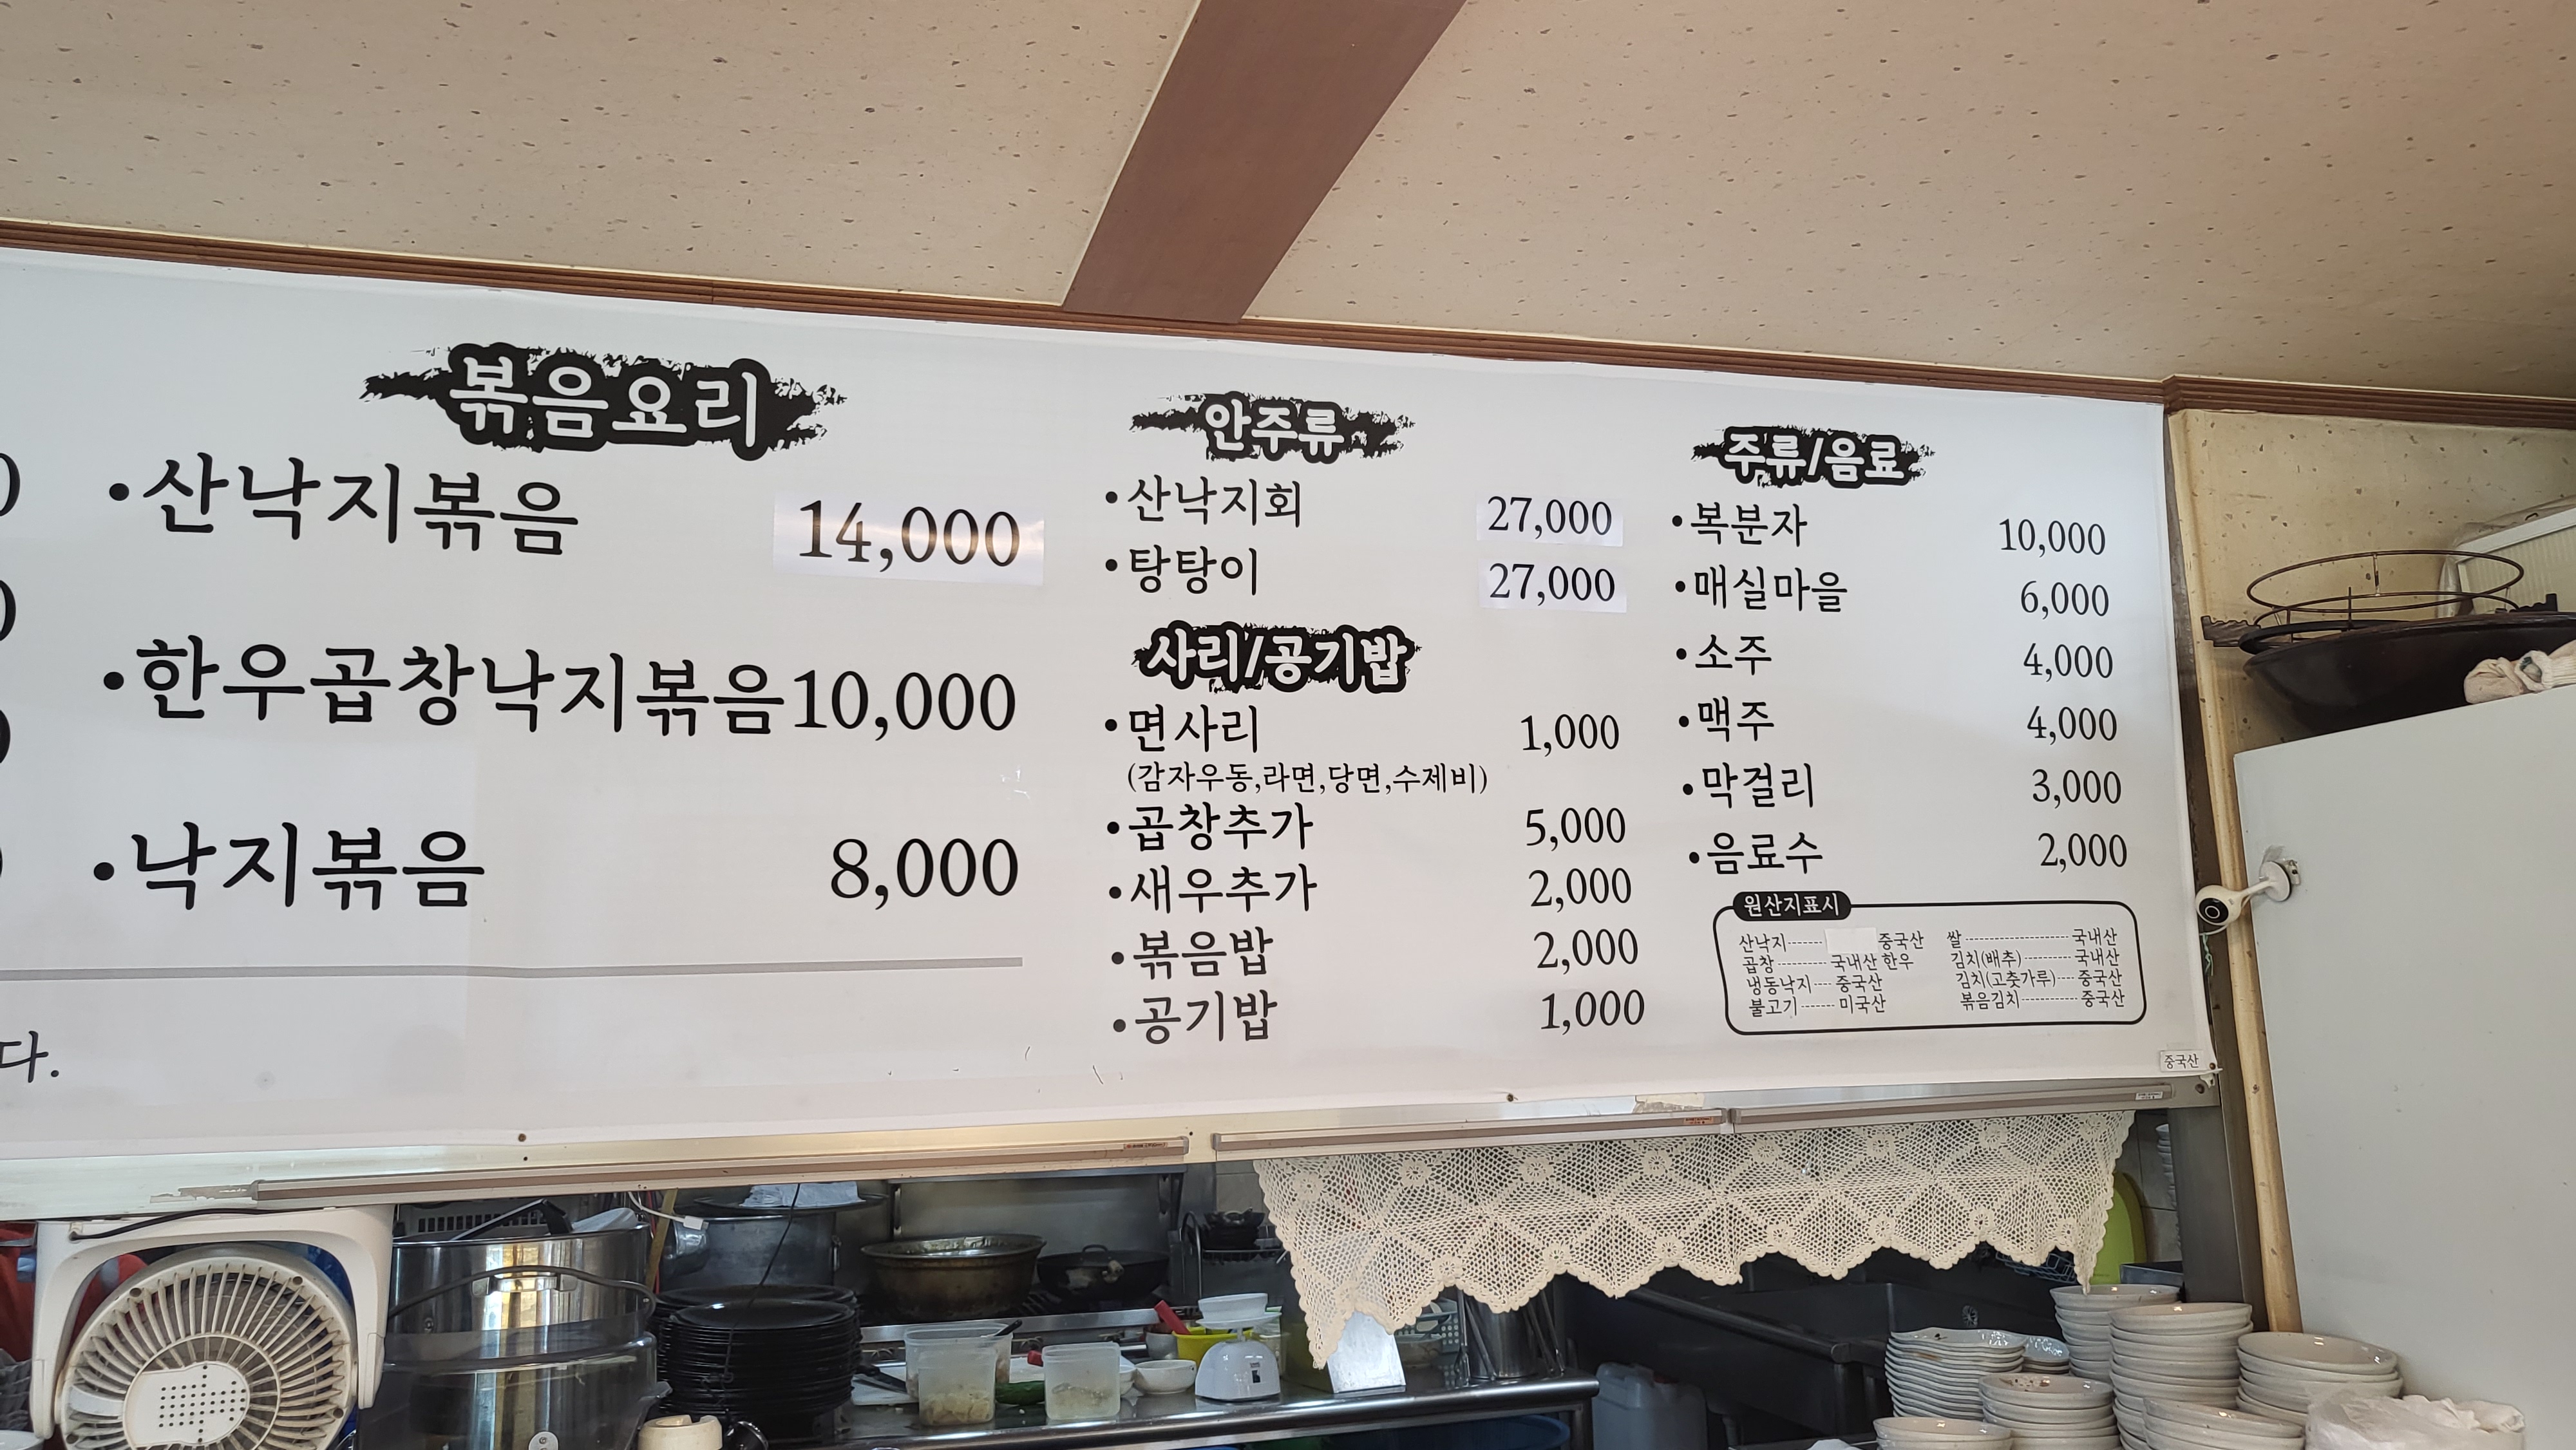 볶음요리
•산낙지볶음 14,000
•한우곱창낙지볶음 10,000
•낙지볶음 8,000
다.
안주류
•산낙지회 27,000
•탕탕이 27,000
사리/공기밥
•면사리 1,000
(감자우동,라면,당면,수제비)
•곱창추가 5,000
•새우추가 2,000
•볶음밥 2,000
•공기밥 1,000
주류/음료
•복분자 10,000
•매실마을 6,000
•소주 4,000
•맥주 4,000
•막걸리 3,000
•음료수 2,000
원산지표시
산낙지------- 중국산
곱창----------- 국내산 한우
냉동낙지---- 중국산
불고기------- 미국산
쌀--------------------- 국내산
김치(배추)---------- 국내산
김치(고춧가루)---- 중국산
볶음김치------------ 중국산
중국산